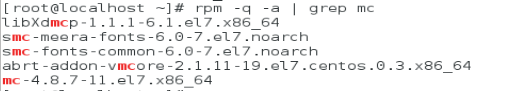 [root@localhost ~]# rpm -q -a | grep mc
libXdmcp-1.1.1-6.1.el7.x86_64
smc-meera-fonts-6.0-7.el7.noarch
smc-fonts-common-6.0-7.el7.noarch
abrt-addon-vmcore-2.1.11-19.el7.centos.0.3.x86_64
mc-4.8.7-11.el7.x86_64